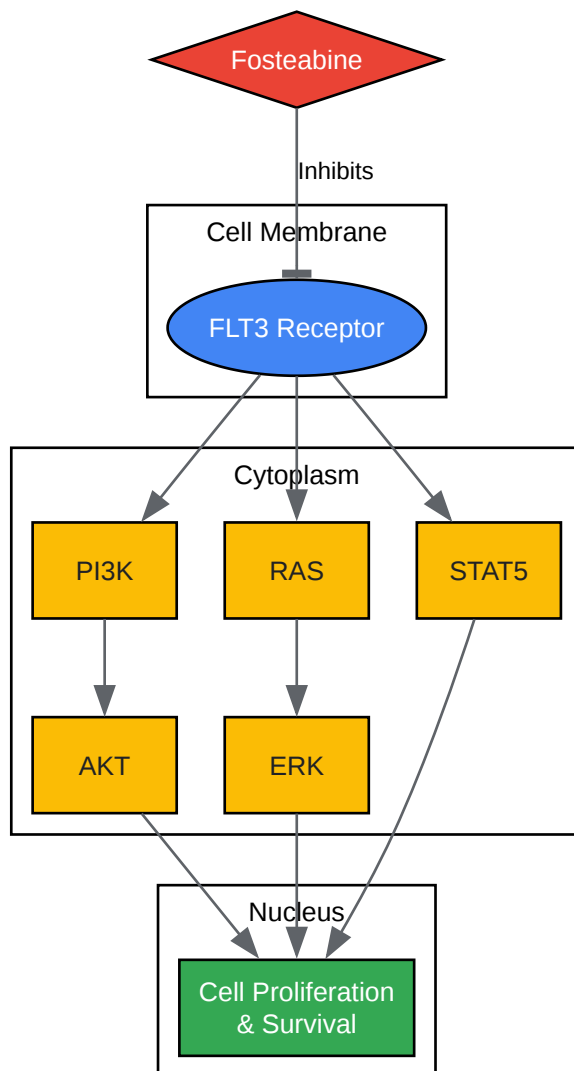 Fosteabine
Inhibits
Cell Membrane
FLT3 Receptor
Cytoplasm
PI3K
RAS
STAT5
AKT
ERK
Nucleus
Cell Proliferation
& Survival